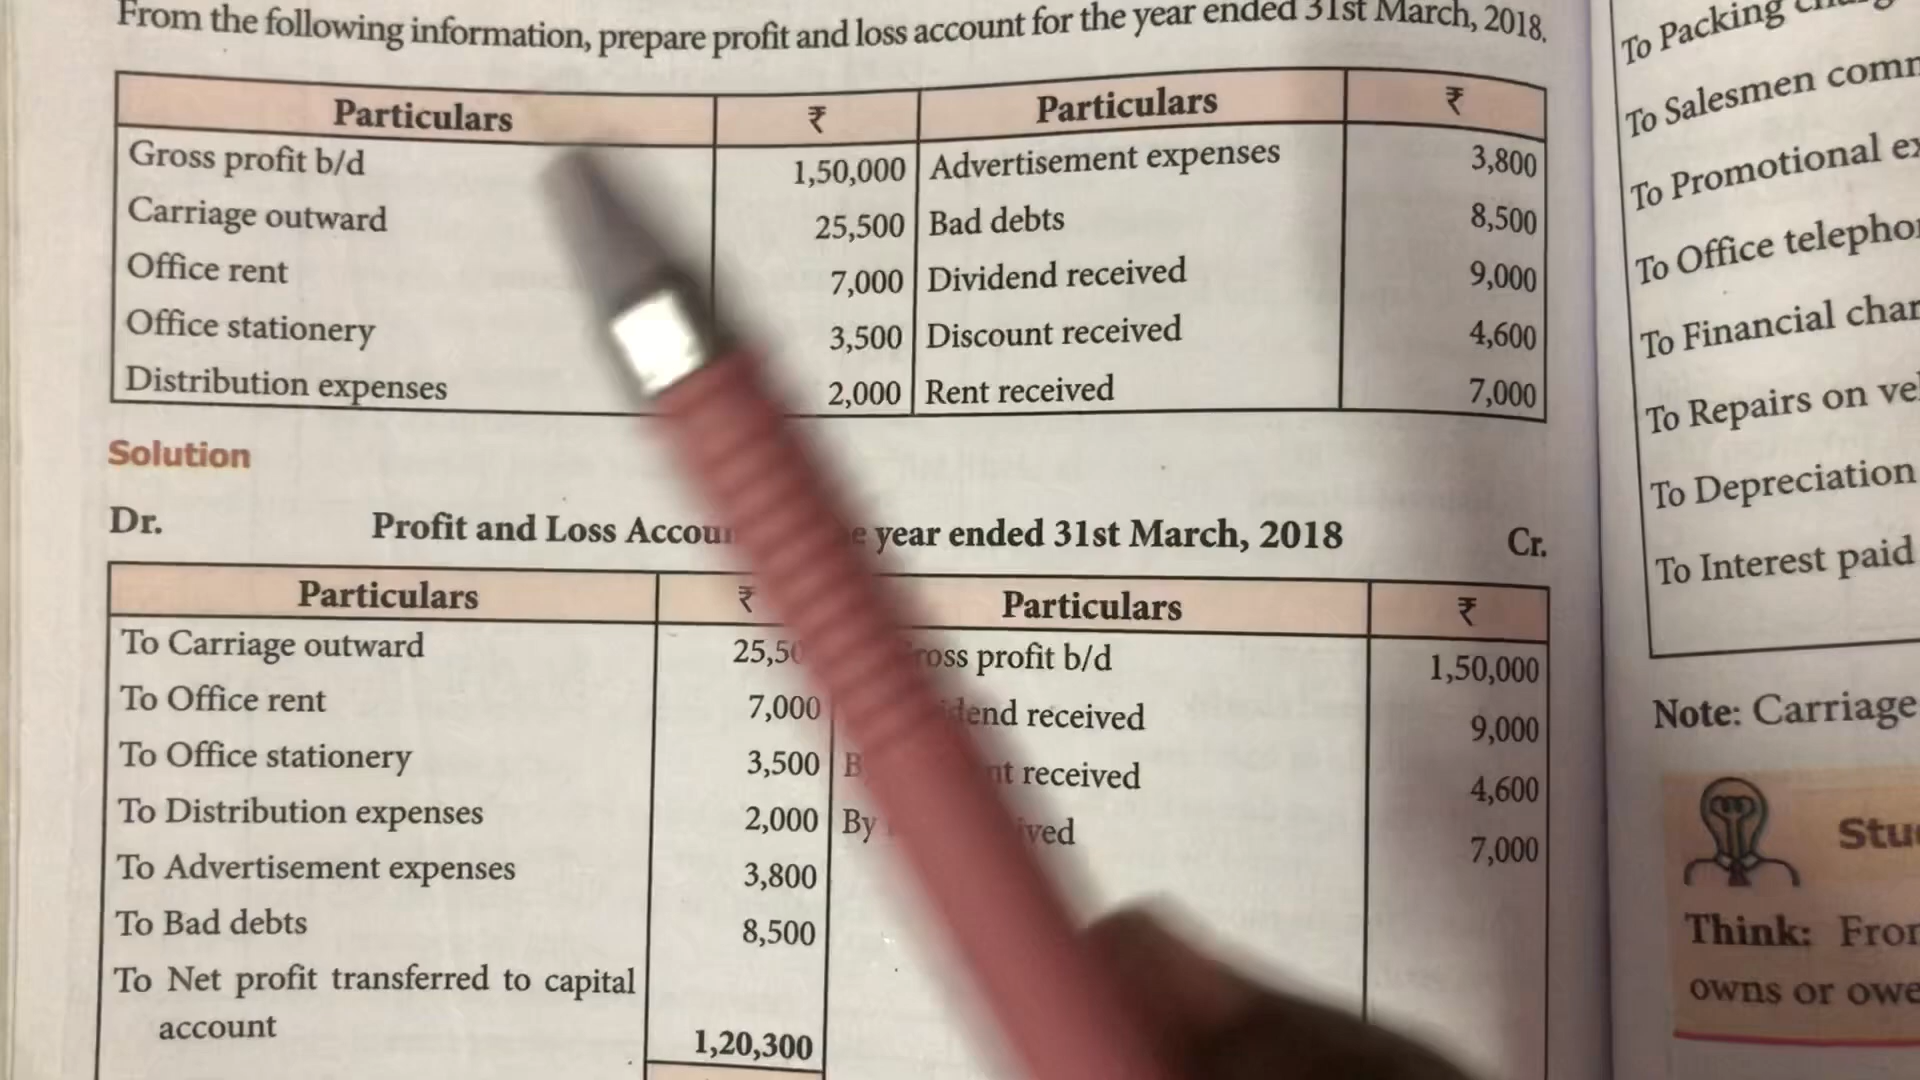 From the following information, prepare profit and loss account for the year ended 31st March, 2018.
Particulars ₹ Particulars ₹
Gross profit b/d 1,50,000 Advertisement expenses 3,800
Carriage outward 25,500 Bad debts 8,500
Office rent 7,000 Dividend received 9,000
Office stationery 3,500 Discount received 4,600
Distribution expenses 2,000 Rent received 7,000
Solution
Dr. Profit and Loss year ended 31st March, 2018 Cr.
Particulars ₹ Particulars ₹
To Carriage outward profit b/d 1,50,000
To Office rent 7,000 received 9,000
To Office stationery 3,500 received 4,600
To Distribution expenses 2,000 By 7,000
To Advertisement expenses 3,800
To Bad debts 8,500
To Net profit transferred to capital
account 1,20,300
To Packing
To Salesmen
To Promotional
To Office
To Financial
To Repairs on
To Depreciation
To Interest paid
Note: Carriage
Think:
owns or